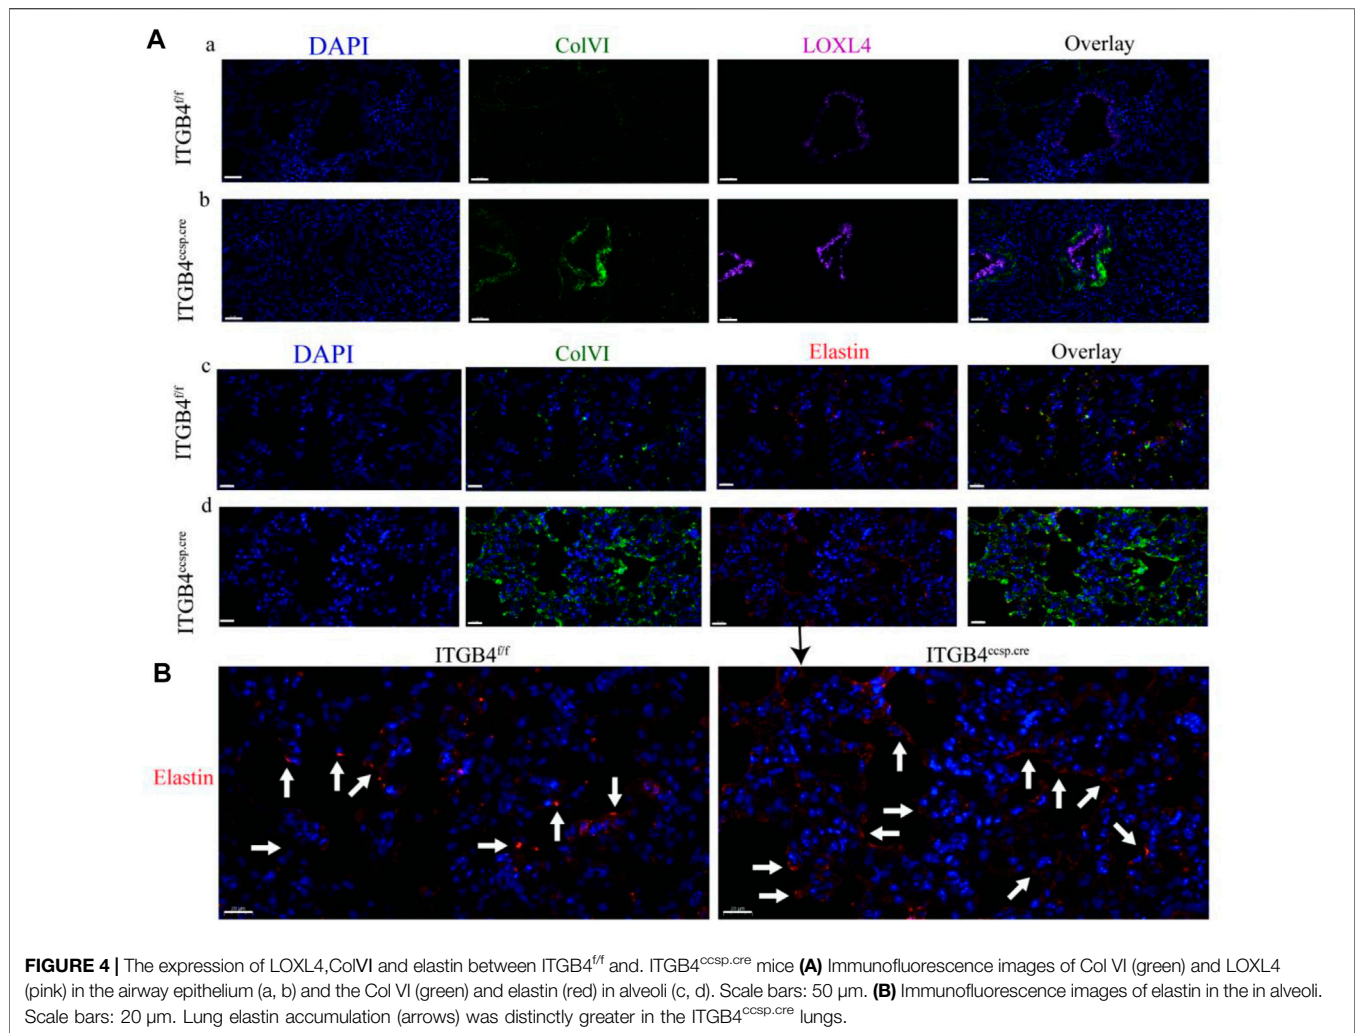 A
a
DAPI
ColVI
LOXL4
Overlay
ITGB4f/f
b
ITGB4ccsp.cre
DAPI
ColVI
Elastin
Overlay
c
ITGB4f/f
d
ITGB4ccsp.cre
B
ITGB4f/f
ITGB4ccsp.cre
Elastin
20 µm
20 µm
FIGURE 4 | The expression of LOXL4,ColVI and elastin between ITGB4f/f and. ITGB4ccsp.cre mice (A) Immunofluorescence images of Col VI (green) and LOXL4
(pink) in the airway epithelium (a, b) and the Col VI (green) and elastin (red) in alveoli (c, d). Scale bars: 50 µm. (B) Immunofluorescence images of elastin in the in alveoli.
Scale bars: 20 µm. Lung elastin accumulation (arrows) was distinctly greater in the ITGB4ccsp.cre lungs.